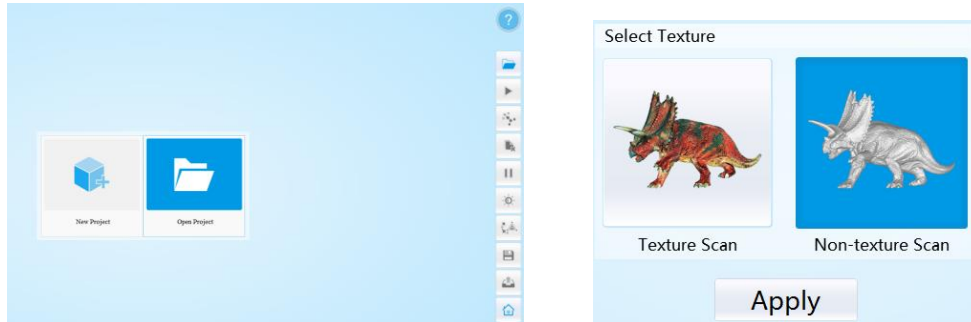 ?
New Project
Open Project
Select Texture
Texture Scan
Non-texture Scan
Apply